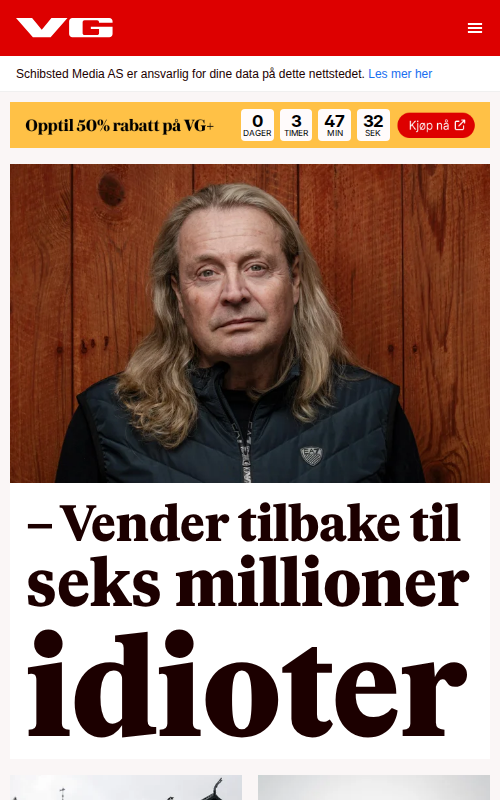 VG
Schibsted Media AS er ansvarlig for dine data på dette nettstedet. Les mer her
Opptil 50% rabatt på VG+
0 3 47 32
DAGER TIMER MIN SEK
Kjøp nå
EA7
– Vender tilbake til
seks millioner
idioter